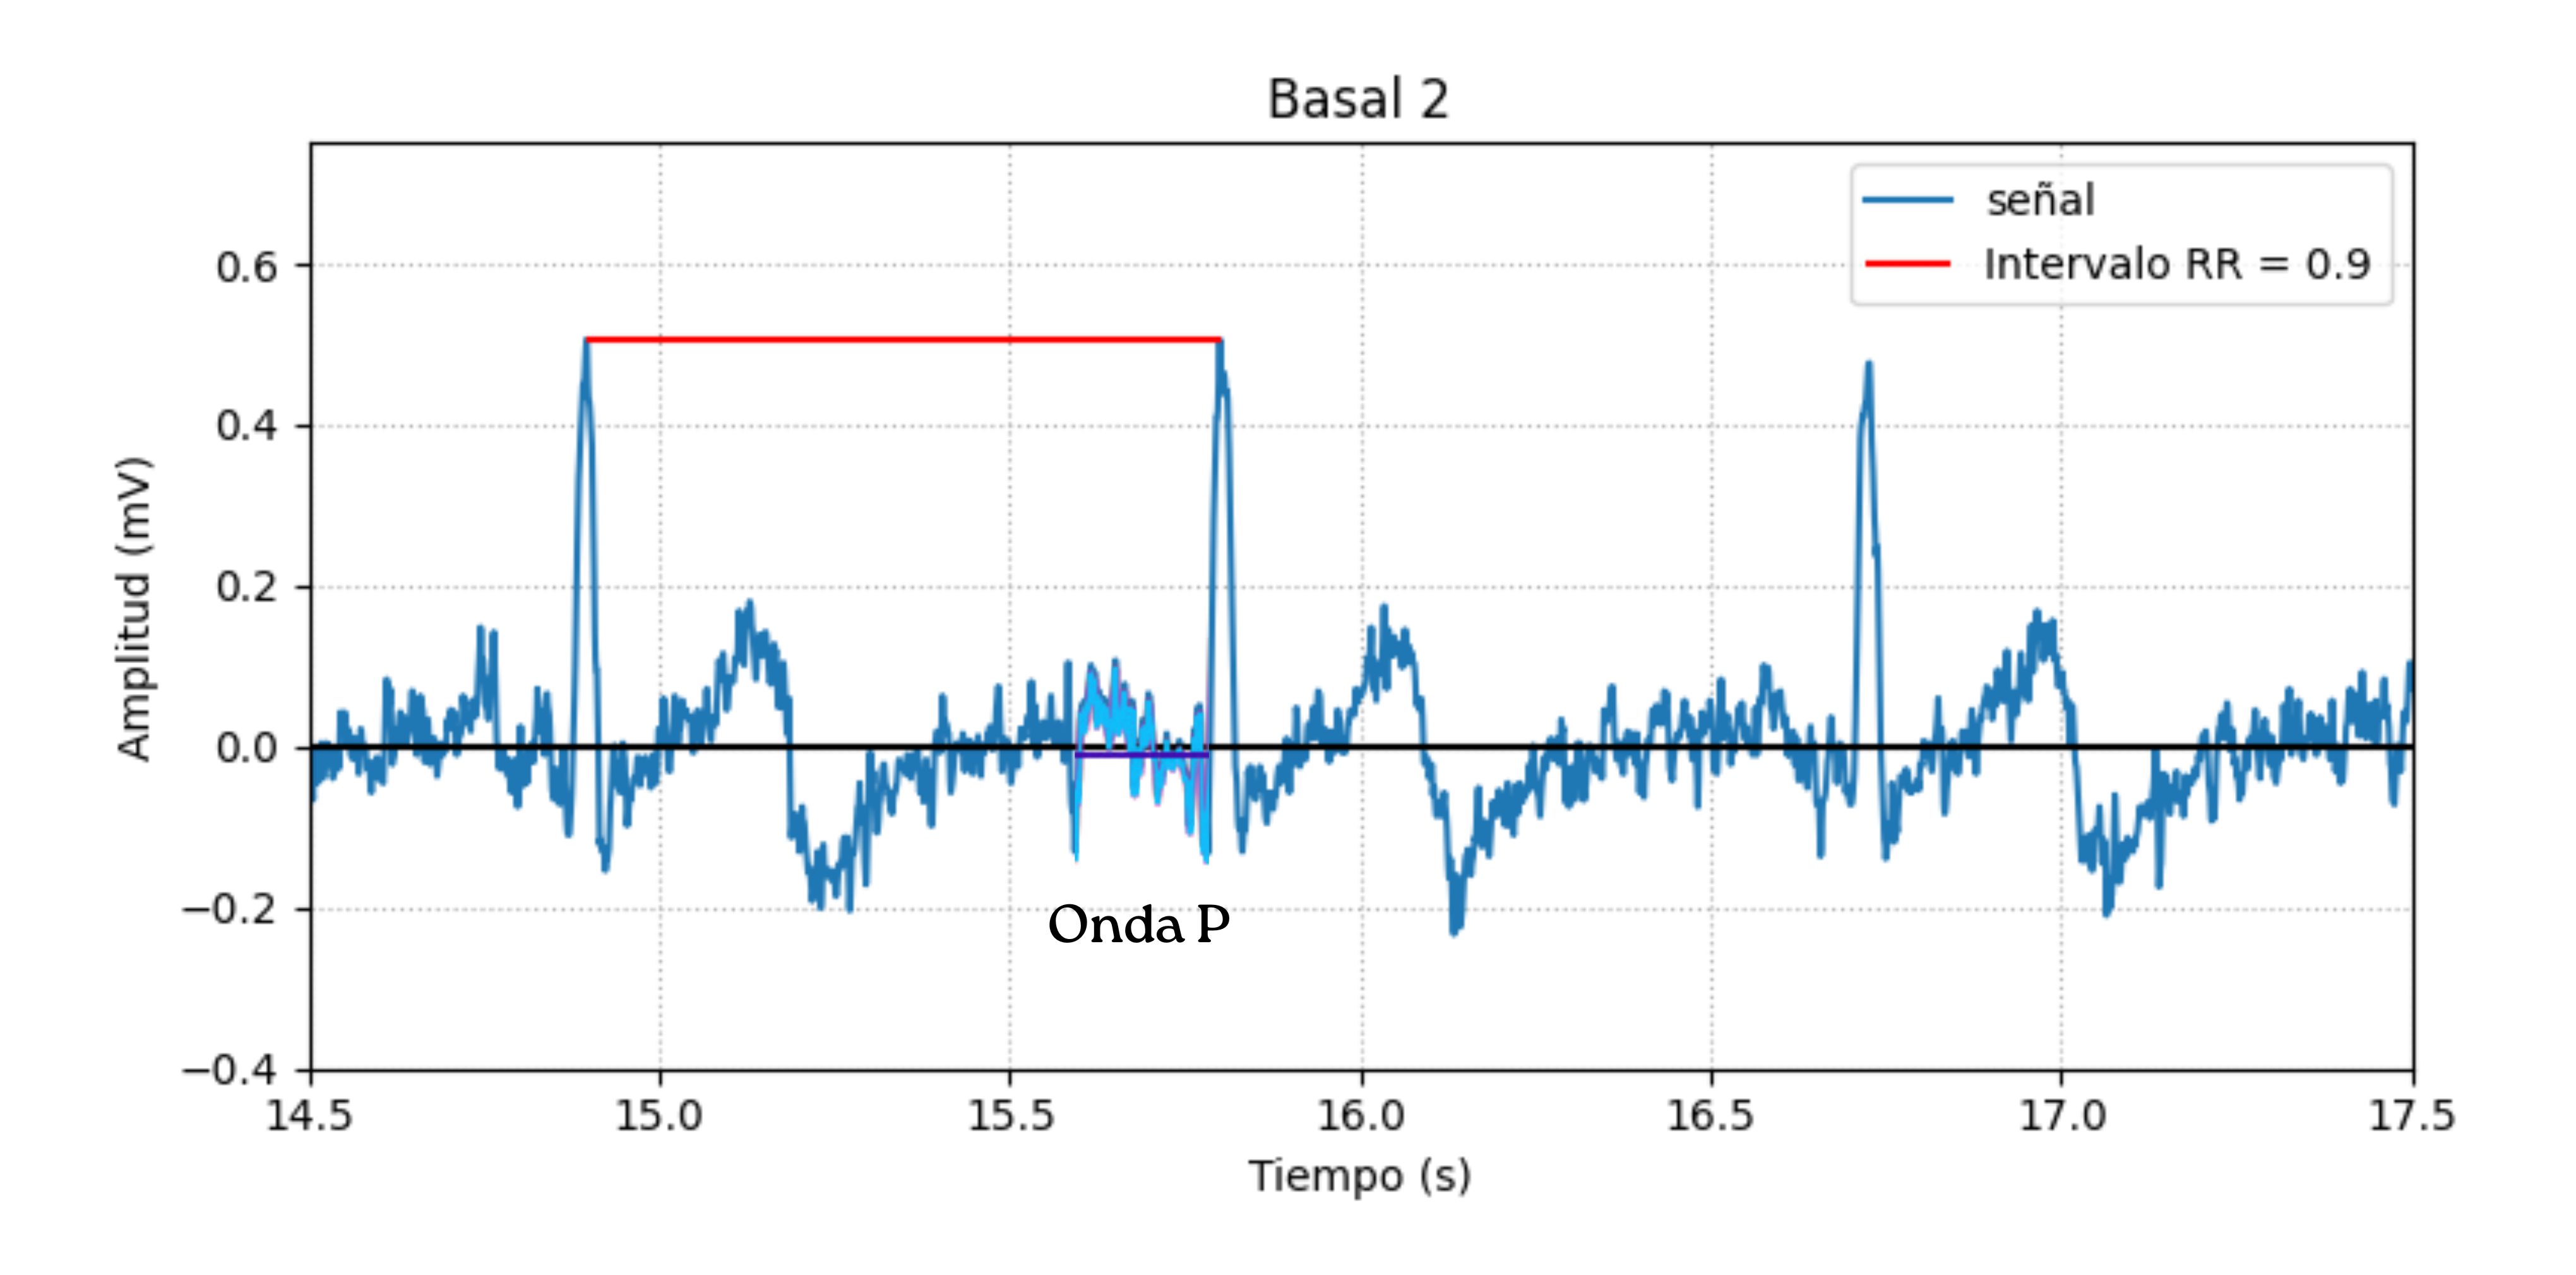 Basal 2
señal
Intervalo RR = 0.9
Amplitud (mV)
0.6
0.4
0.2
0.0
−0.2
−0.4
Onda P
14.5 15.0 15.5 16.0 16.5 17.0 17.5
Tiempo (s)